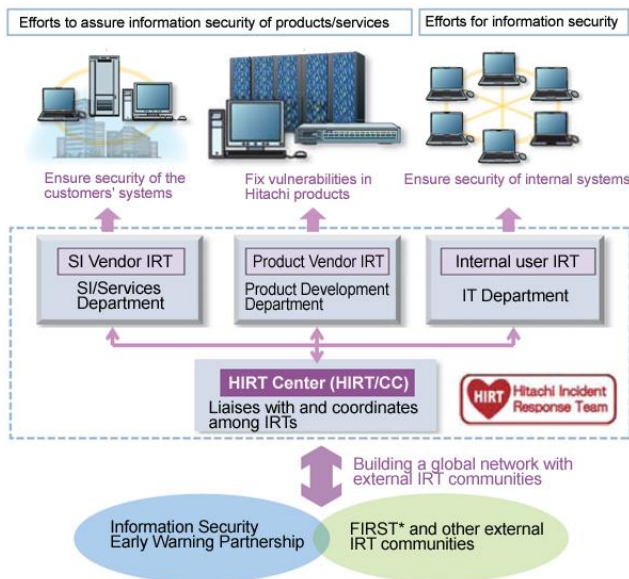 Efforts to assure information security of products/services
Efforts for information security
Ensure security of the
customers' systems
Fix vulnerabilities in
Hitachi products
Ensure security of internal systems
SI Vendor IRT
SI/Services
Department
Product Vendor IRT
Product Development
Department
Internal user IRT
IT Department
HIRT Center (HIRT/CC)
Liaises with and coordinates
among IRTs
HIRT
Hitachi Incident
Response Team
Building a global network with
external IRT communities
Information Security
Early Warning Partnership
FIRST* and other external
IRT communities